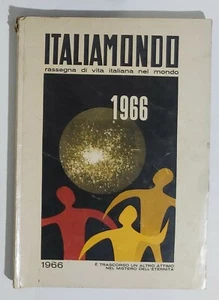 ITALIAMONDO
rassegna di vita italiana nel mondo
1966
1966
È TRASCORSO UN ALTRO ATTIMO
NEL MISTERO DELL'ETERNITÀ